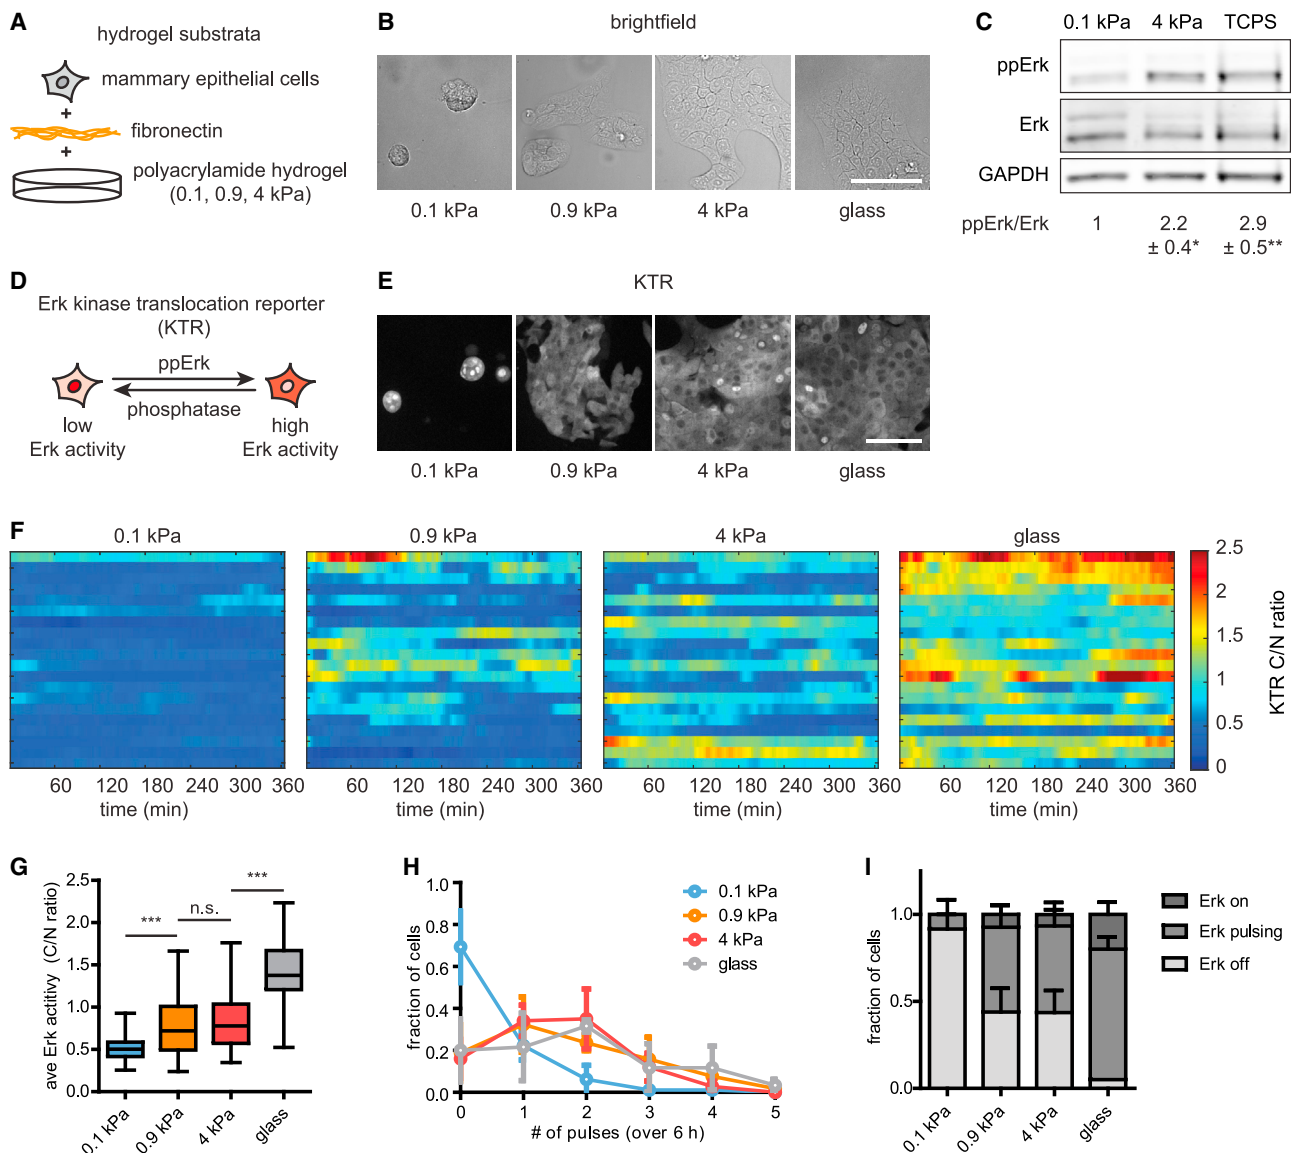 A
hydrogel substrata
mammary epithelial cells
+
fibronectin
+
polyacrylamide hydrogel
(0.1, 0.9, 4 kPa)
B
brightfield
0.1 kPa 0.9 kPa 4 kPa glass
C
0.1 kPa 4 kPa TCPS
ppErk
Erk
GAPDH
ppErk/Erk 1 2.2 2.9
± 0.4* ± 0.5**
D
Erk kinase translocation reporter
(KTR)
ppErk
phosphatase
low high
Erk activity Erk activity
E
KTR
0.1 kPa 0.9 kPa 4 kPa glass
F
0.1 kPa 0.9 kPa 4 kPa glass
2.5
2
1.5
1
0.5
0
KTR C/N ratio
60 120 180 240 300 360 60 120 180 240 300 360 60 120 180 240 300 360 60 120 180 240 300 360
time (min) time (min) time (min) time (min)
G
ave Erk actitivy (C/N ratio)
2.5
2.0
1.5
1.0
0.5
0.0
*** n.s. ***
0.1 kPa 0.9 kPa 4 kPa glass
H
fraction of cells
1.0
0.8
0.6
0.4
0.2
0.0
0 1 2 3 4 5
# of pulses (over 6 h)
0.1 kPa
0.9 kPa
4 kPa
glass
I
fraction of cells
1.0
0.5
0.0
0.1 kPa 0.9 kPa 4 kPa glass
Erk on
Erk pulsing
Erk off